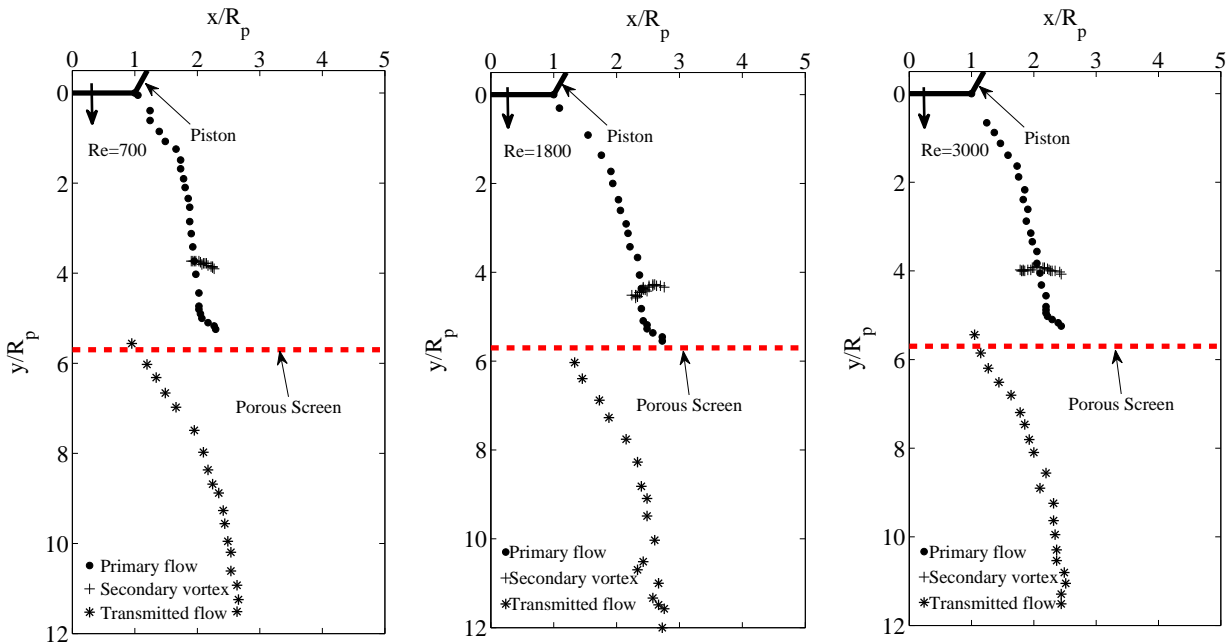 x/R_p
0 1 2 3 4 5
0
2
4
6
8
10
12
y/R_p
Piston
Re=700
Porous Screen
Primary flow
Secondary vortex
Transmitted flow
x/R_p
0 1 2 3 4 5
0
2
4
6
8
10
12
y/R_p
Piston
Re=1800
Porous Screen
Primary flow
Secondary vortex
Transmitted flow
x/R_p
0 1 2 3 4 5
0
2
4
6
8
10
12
y/R_p
Piston
Re=3000
Porous Screen
Primary flow
Secondary vortex
Transmitted flow